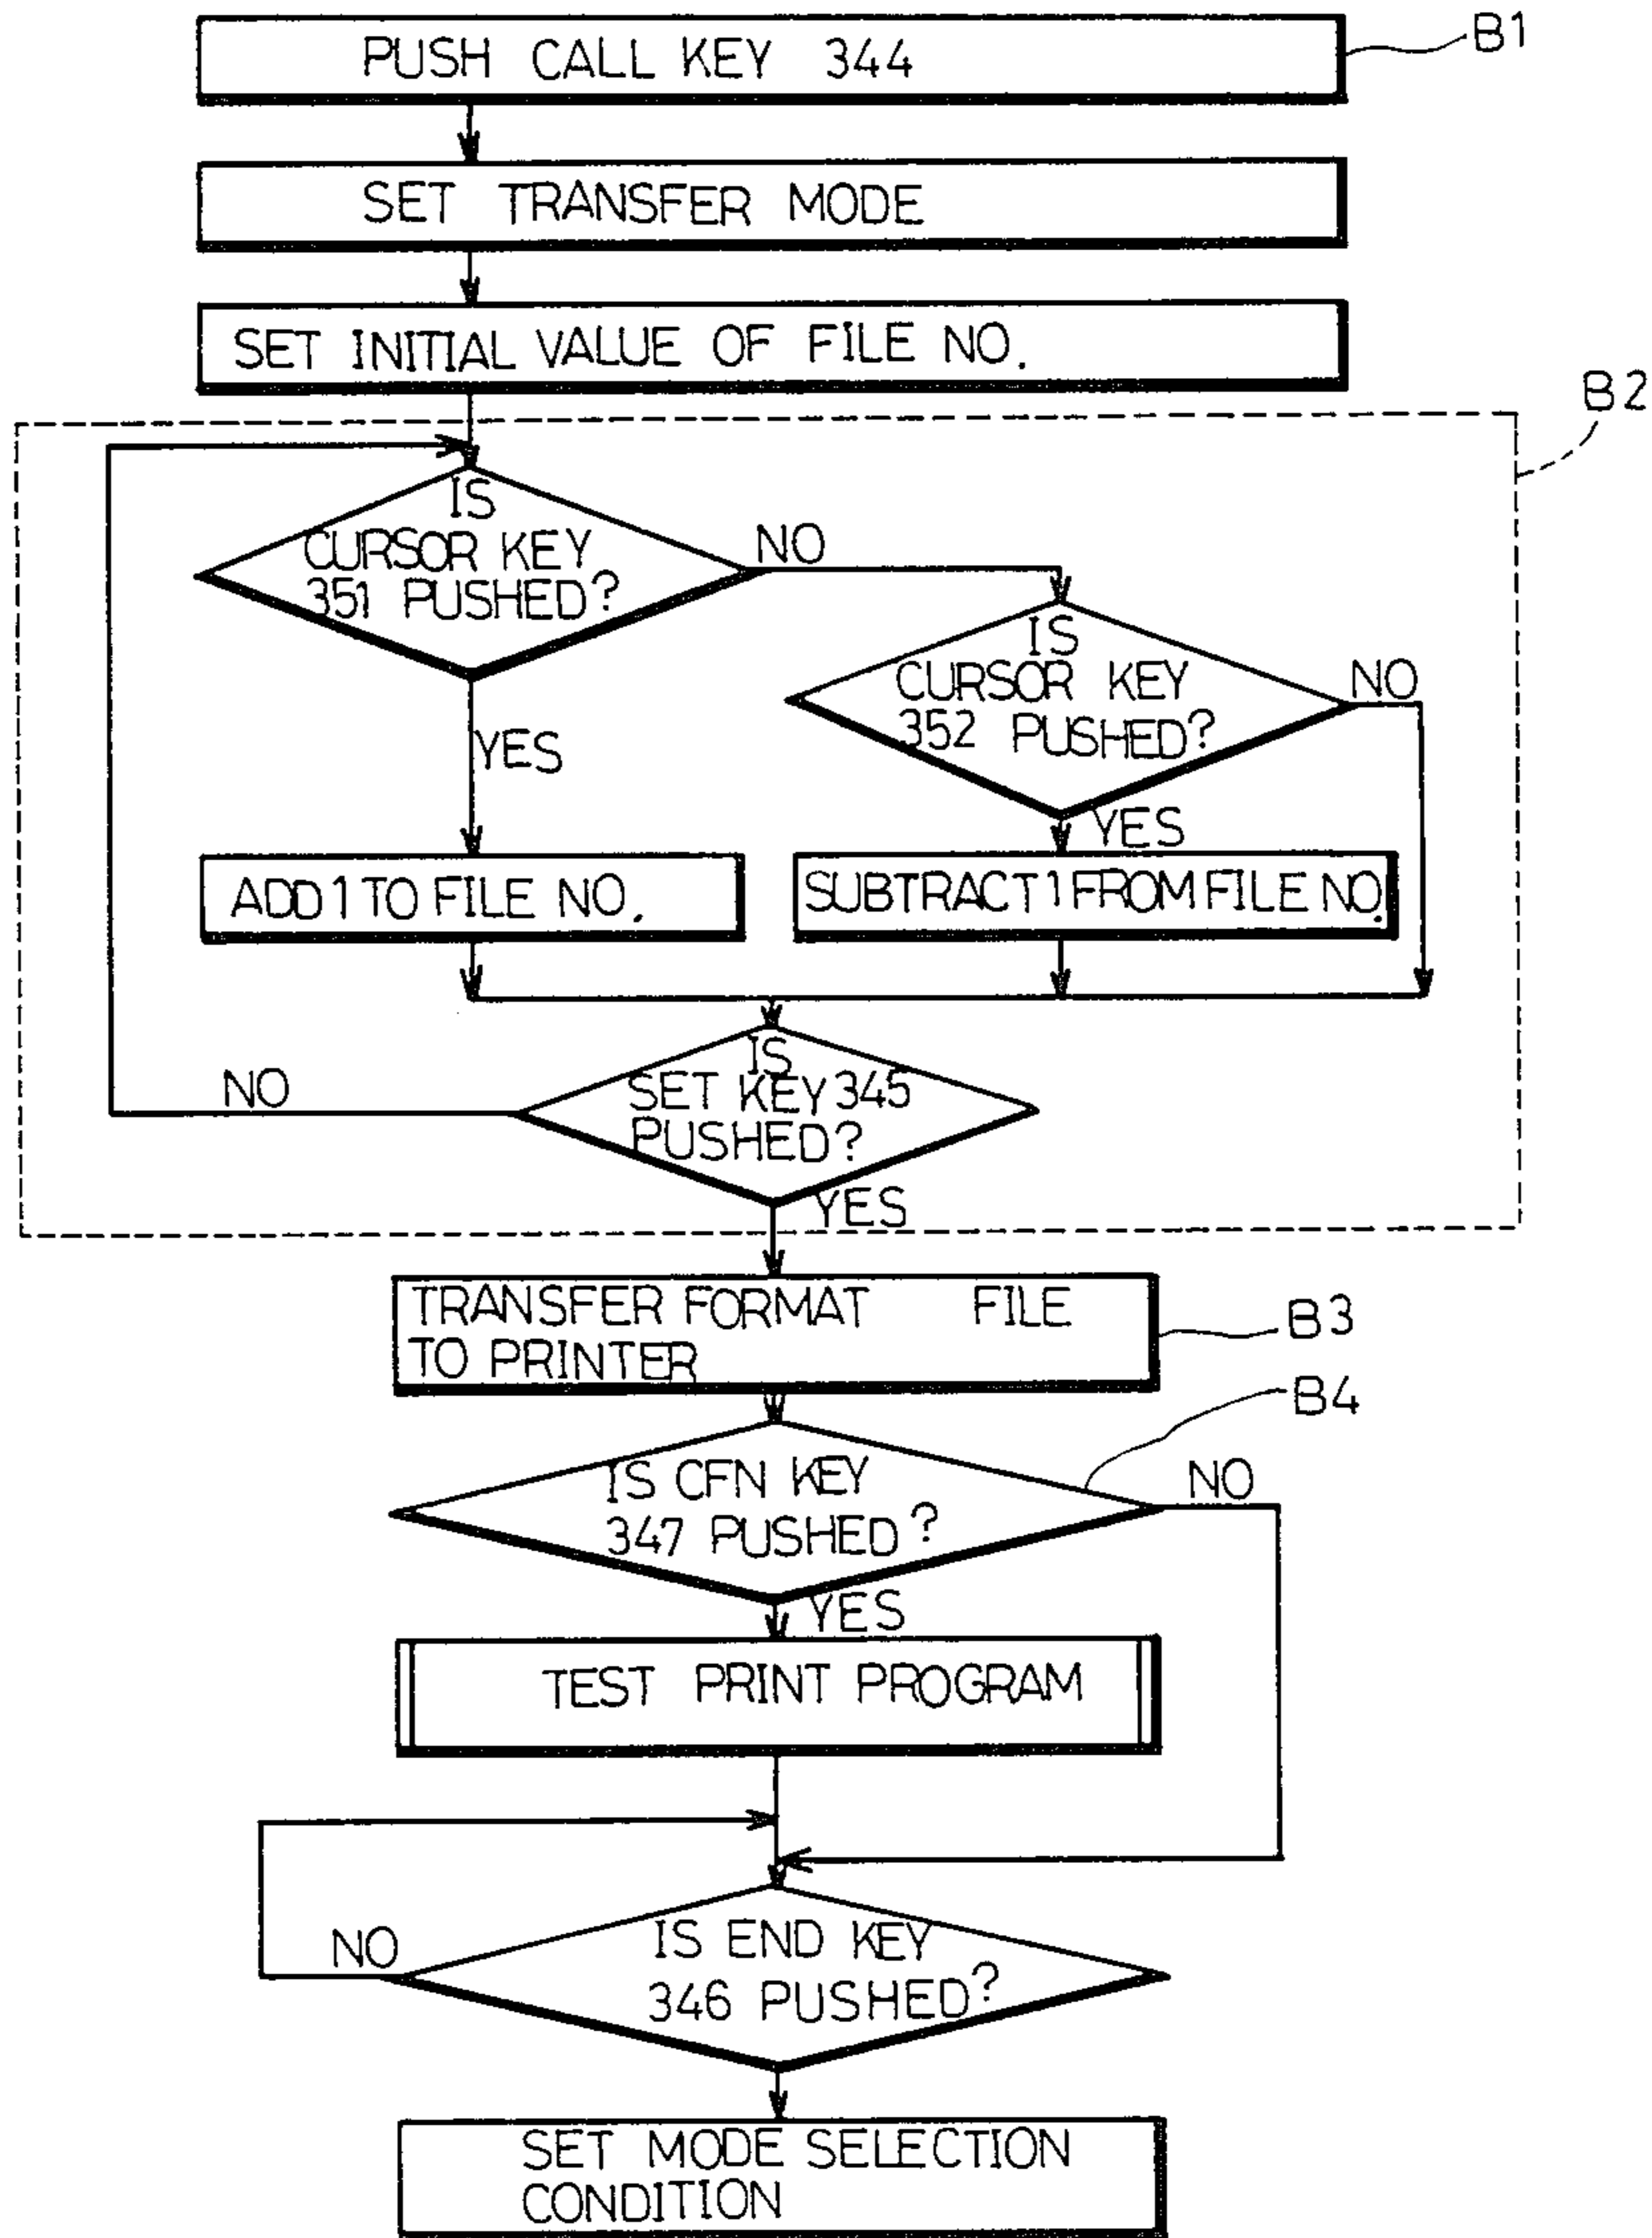 PUSH CALL KEY 344
B1
SET TRANSFER MODE
SET INITIAL VALUE OF FILE NO.
B2
IS
CURSOR KEY
351 PUSHED?
NO
IS
CURSOR KEY
352 PUSHED?
NO
YES
YES
ADD 1 TO FILE NO.
SUBTRACT 1 FROM FILE NO.
IS
SET KEY 345
PUSHED?
NO
YES
TRANSFER FORMAT FILE
TO PRINTER
B3
B4
IS CFN KEY
347 PUSHED?
NO
YES
TEST PRINT PROGRAM
IS END KEY
346 PUSHED?
NO
SET MODE SELECTION
CONDITION